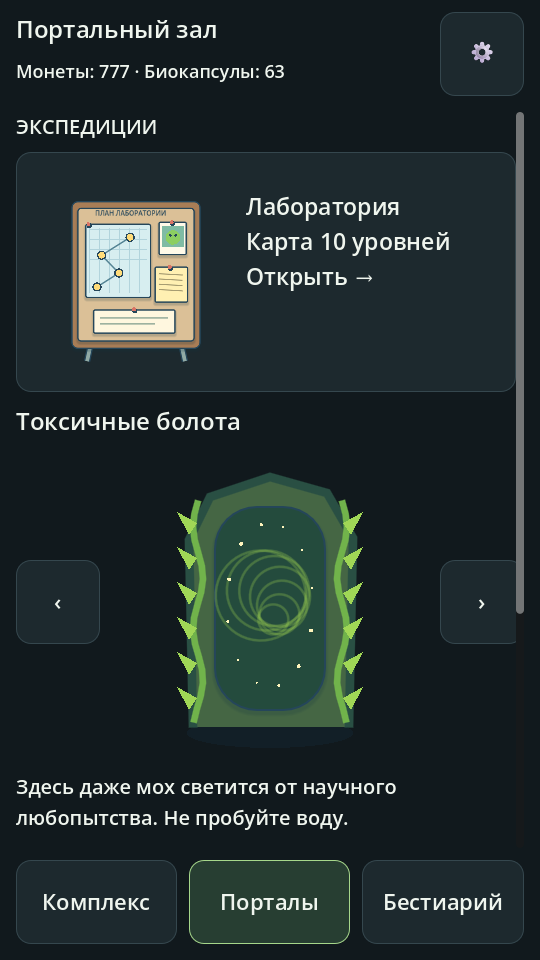 Портальный зал
Монеты: 777 · Биокапсулы: 63
ЭКСПЕДИЦИИ
ПЛАН ЛАБОРАТОРИИ
Лаборатория
Карта 10 уровней
Открыть →
Токсичные болота
‹
›
Здесь даже мох светится от научного
любопытства. Не пробуйте воду.
Комплекс
Порталы
Бестиарий